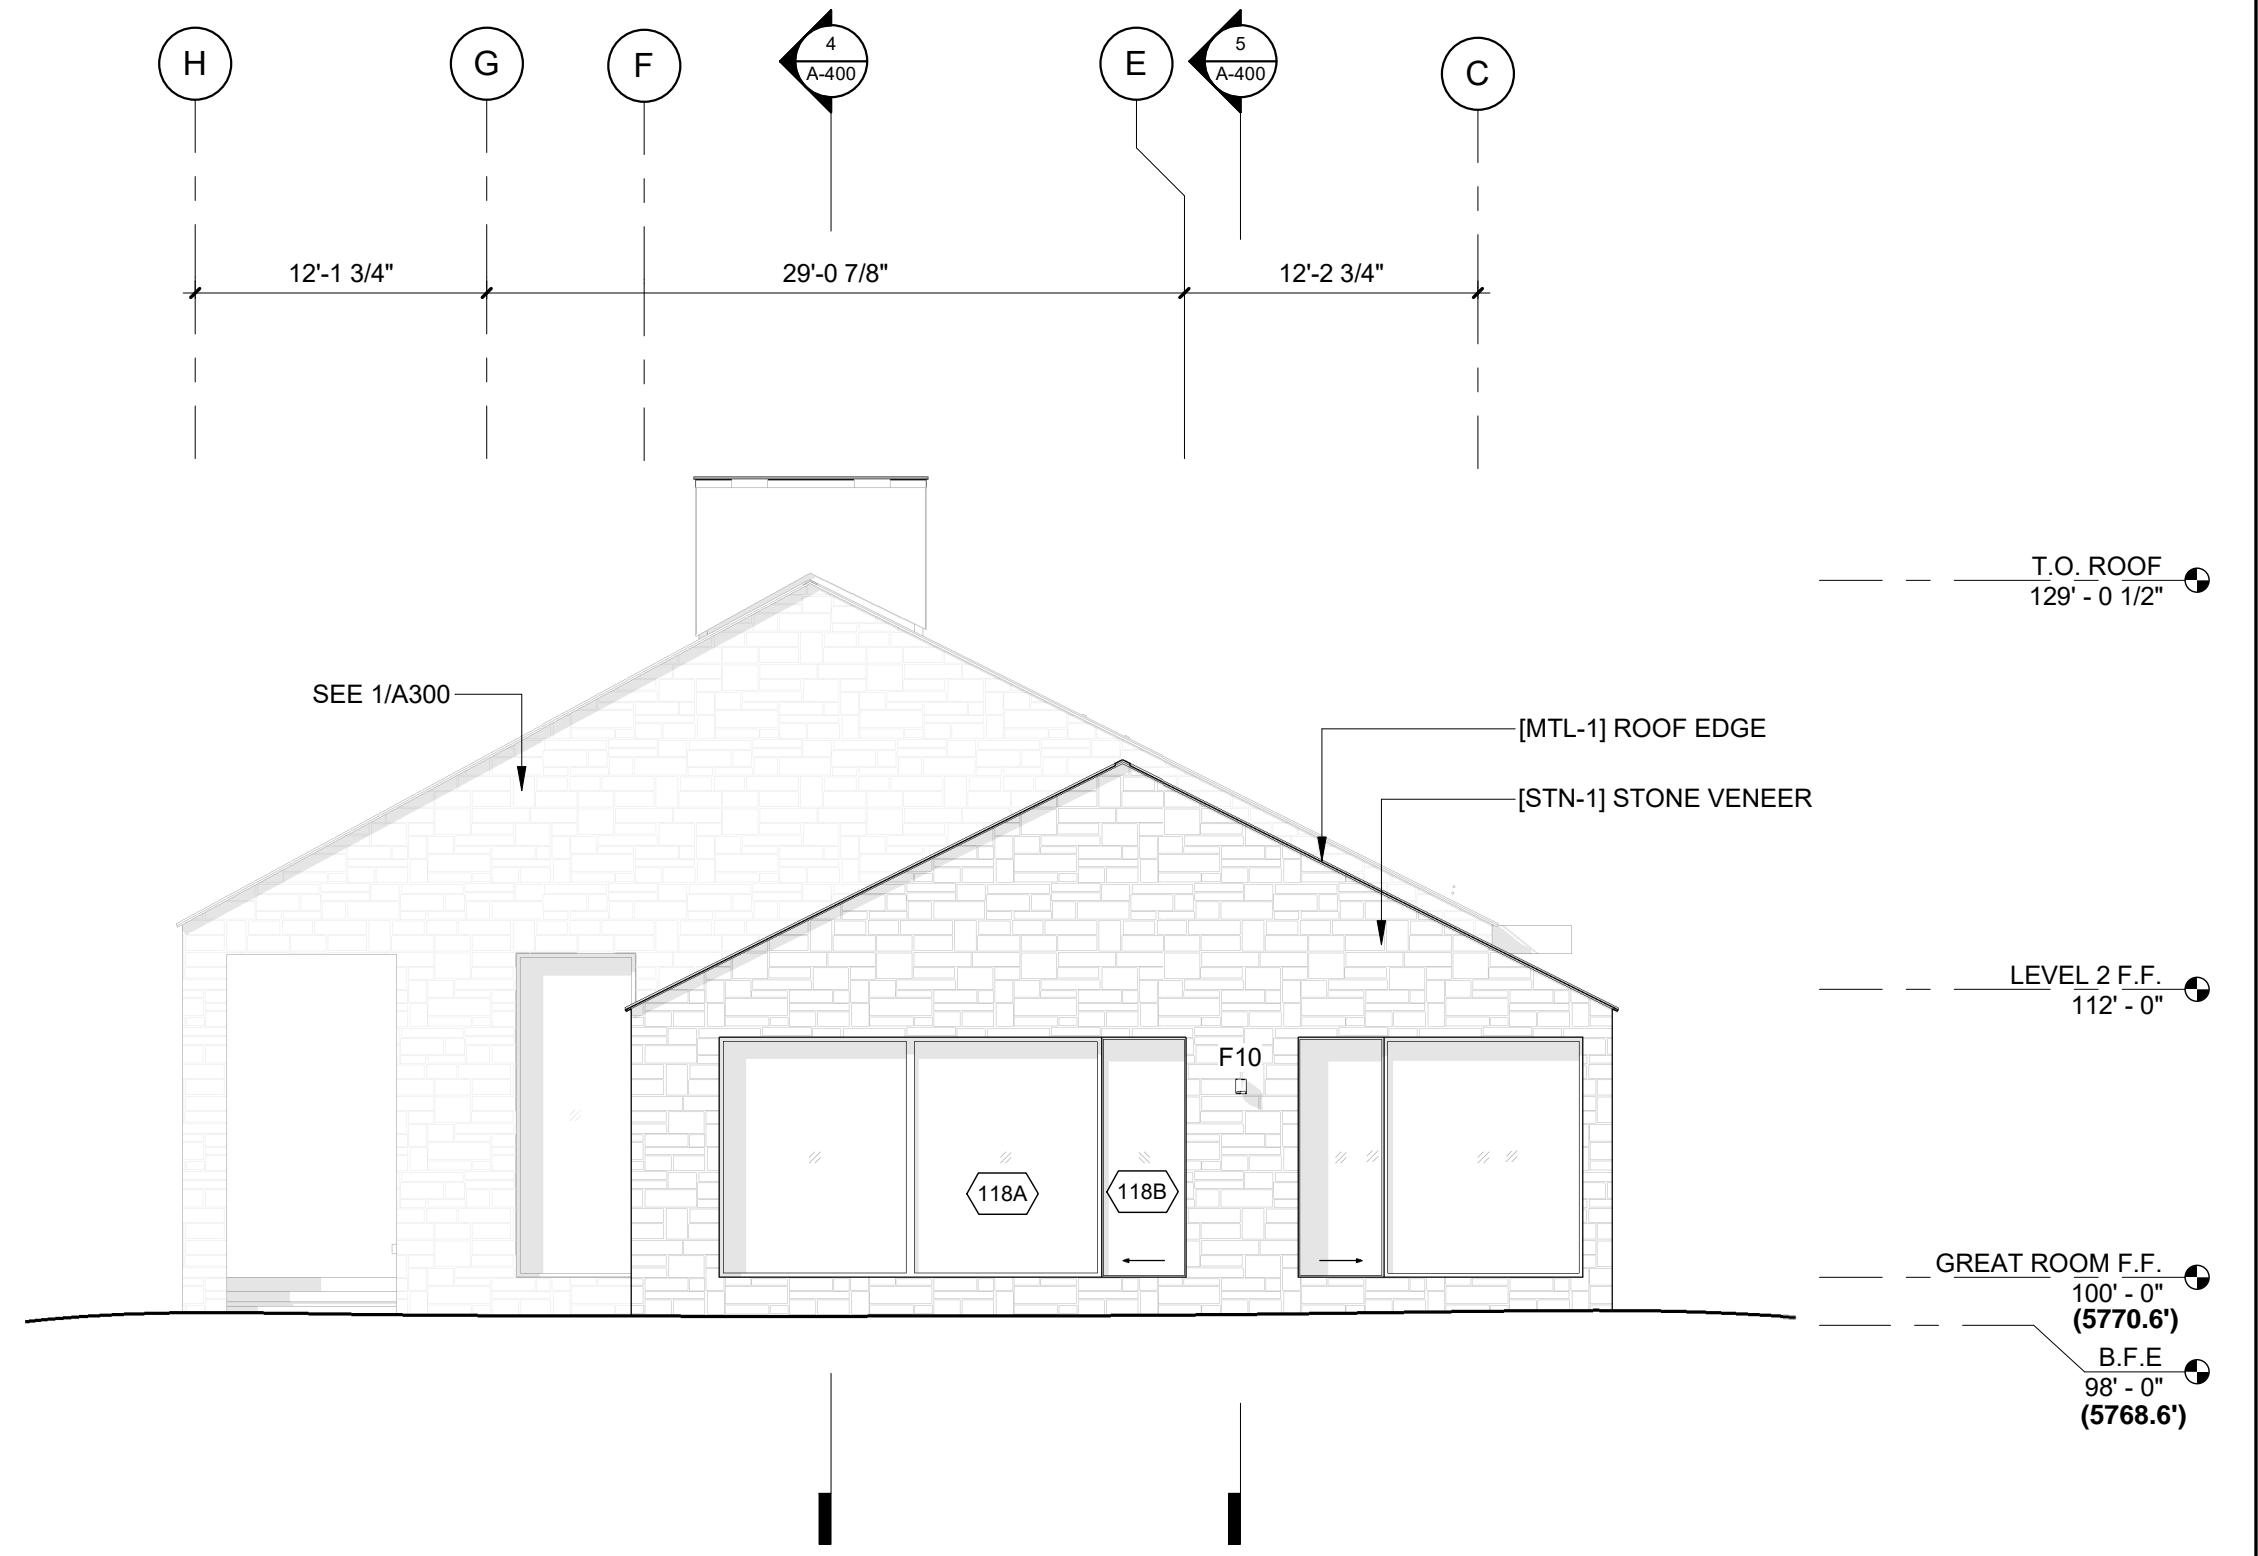 H
G
F
4
A-400
E
5
A-400
C
12'-1 3/4"
29'-0 7/8"
12'-2 3/4"
T.O. ROOF
129' - 0 1/2"
SEE 1/A300
[MTL-1] ROOF EDGE
[STN-1] STONE VENEER
LEVEL 2 F.F.
112' - 0"
F10
118A
118B
GREAT ROOM F.F.
100' - 0"
(5770.6')
B.F.E
98' - 0"
(5768.6')